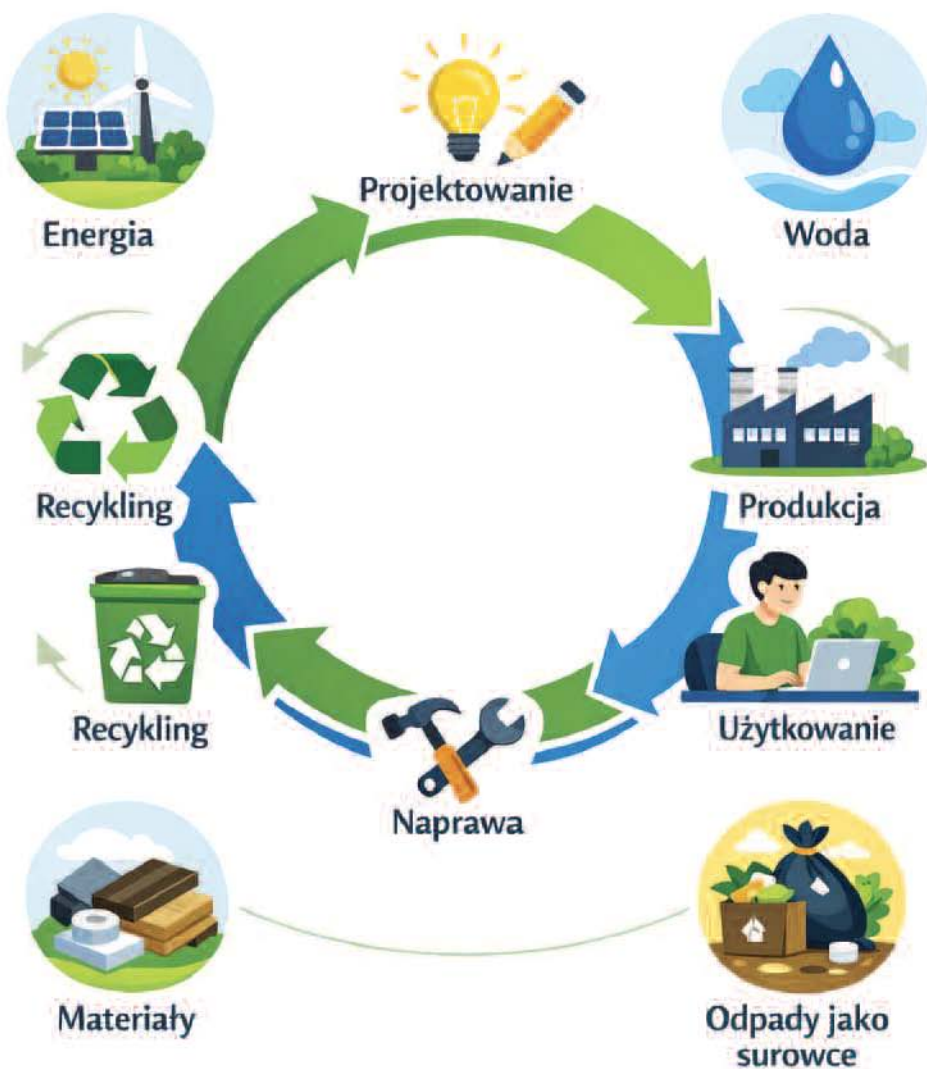 Projektowanie
Energia
Woda
Recykling
Produkcja
Recykling
Użytkowanie
Naprawa
Materiały
Odpady jako
surowce